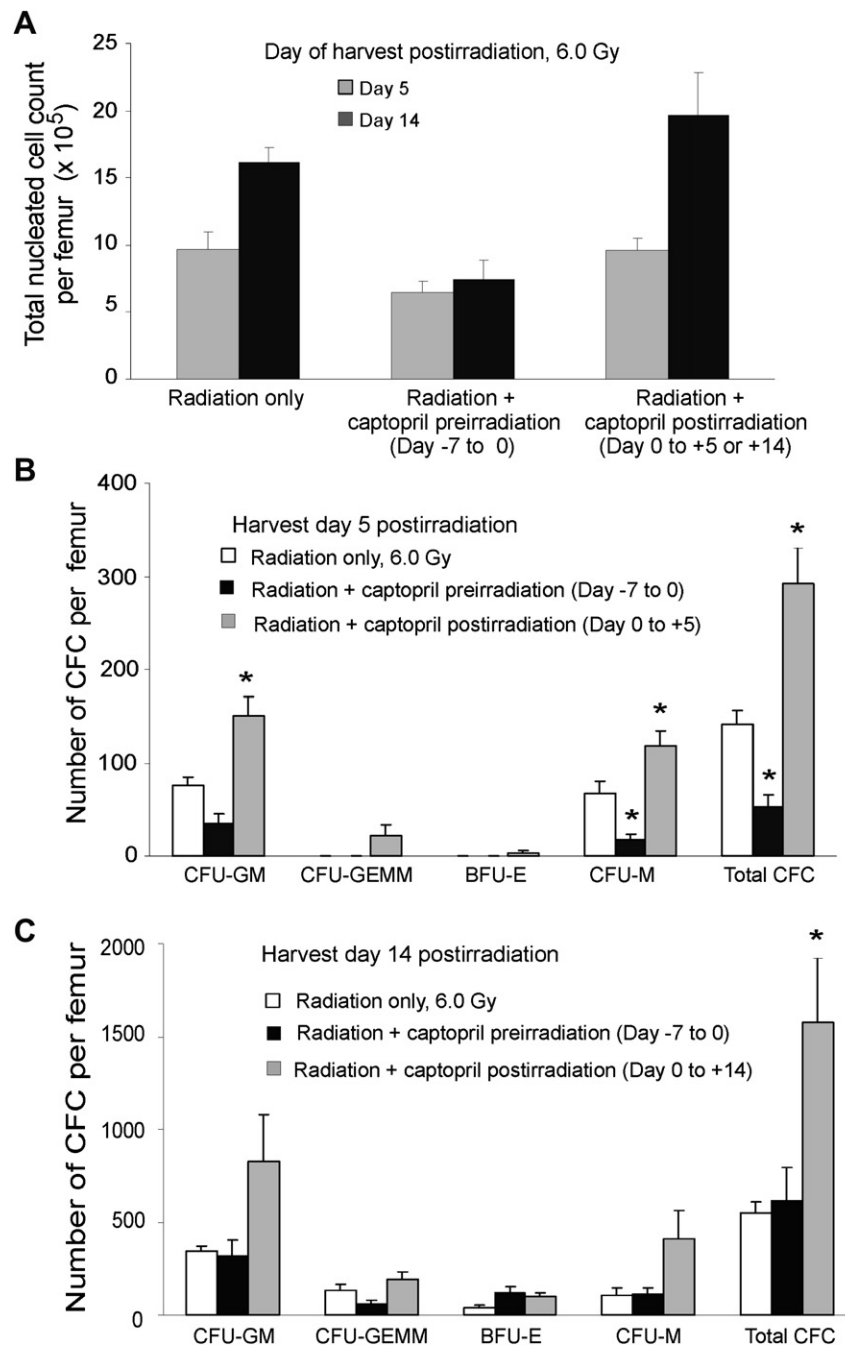 A
Total nucleated cell count
per femur (x 10⁵)
25
20
15
10
5
0
Day of harvest postirradiation, 6.0 Gy
Day 5
Day 14
Radiation only
Radiation +
captopril preirradiation
(Day -7 to 0)
Radiation +
captopril postirradiation
(Day 0 to +5 or +14)
B
Number of CFC per femur
400
300
200
100
0
Harvest day 5 postirradiation
Radiation only, 6.0 Gy
Radiation + captopril preirradiation (Day -7 to 0)
Radiation + captopril postirradiation (Day 0 to +5)
*
*
*
*
*
CFU-GM
CFU-GEMM
BFU-E
CFU-M
Total CFC
C
Number of CFC per femur
2000
1500
1000
500
0
Harvest day 14 postirradiation
Radiation only, 6.0 Gy
Radiation + captopril preirradiation (Day -7 to 0)
Radiation + captopril postirradiation (Day 0 to +14)
*
CFU-GM
CFU-GEMM
BFU-E
CFU-M
Total CFC